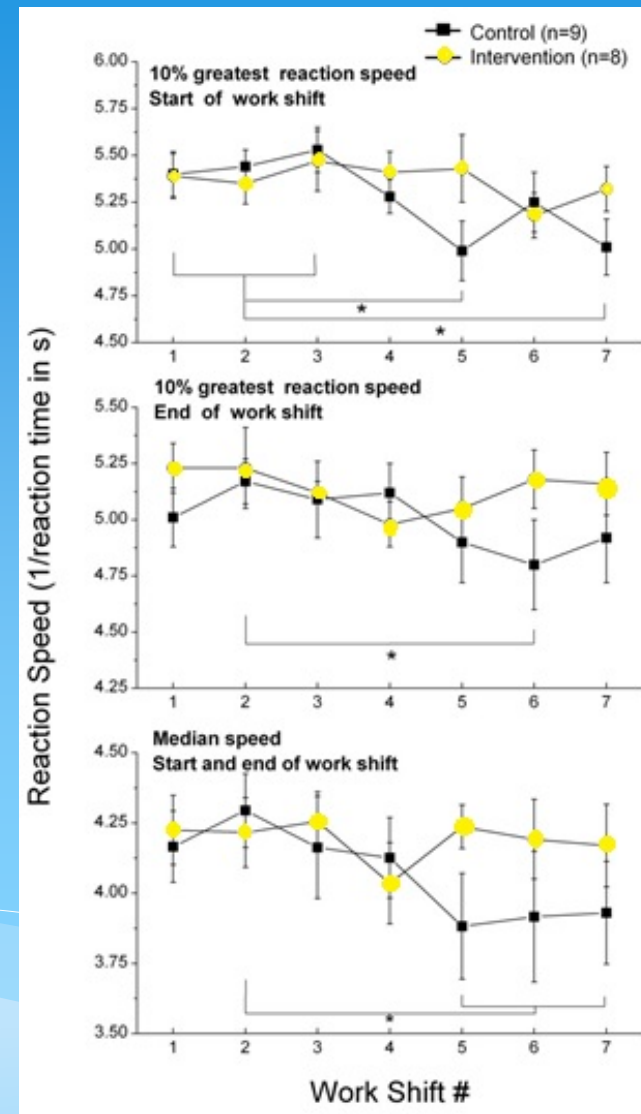 Control (n=9)
Intervention (n=8)
Reaction Speed (1/reaction time in s)
10% greatest reaction speed
Start of work shift
6.00
5.75
5.50
5.25
5.00
4.75
4.50
*
*
1 2 3 4 5 6 7
10% greatest reaction speed
End of work shift
5.50
5.25
5.00
4.75
4.50
4.25
*
1 2 3 4 5 6 7
Median speed
Start and end of work shift
4.50
4.25
4.00
3.75
3.50
*
1 2 3 4 5 6 7
Work Shift #